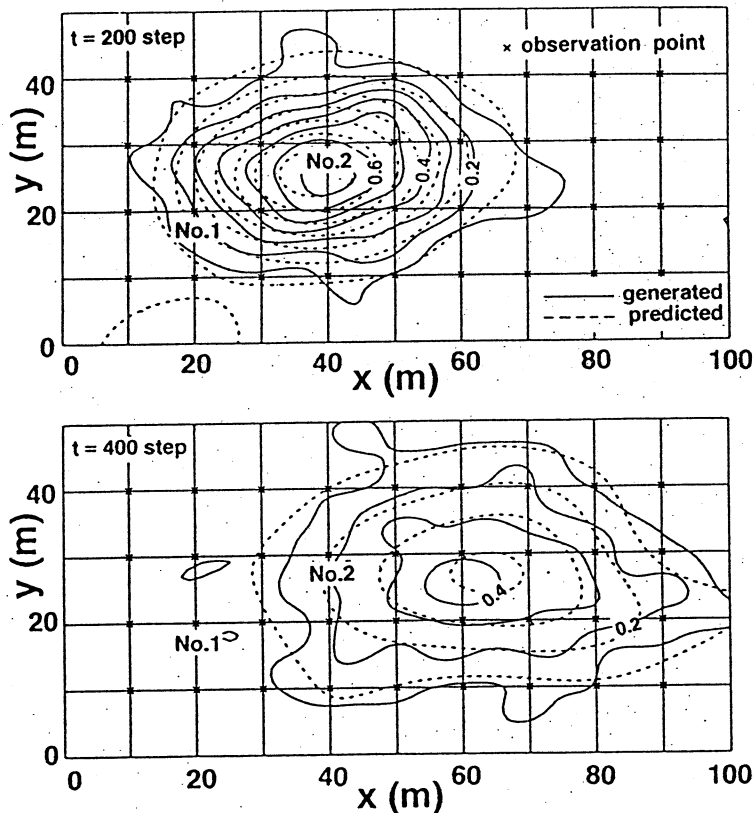 t = 200 step
× observation point
40
20
0
y (m)
No.2
No.1
0.6
0.4
0.2
generated
predicted
0 20 40 60 80 100
x (m)
t = 400 step
40
20
0
y (m)
No.2
No.1
0.4
0.2
0 20 40 60 80 100
x (m)